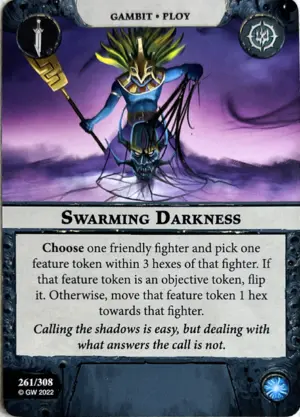 GAMBIT • PLOY
SWARMING DARKNESS
Choose one friendly fighter and pick one
feature token within 3 hexes of that fighter. If
that feature token is an objective token, flip
it. Otherwise, move that feature token 1 hex
towards that fighter.
Calling the shadows is easy, but dealing with
what answers the call is not.
261/308
© GW 2022